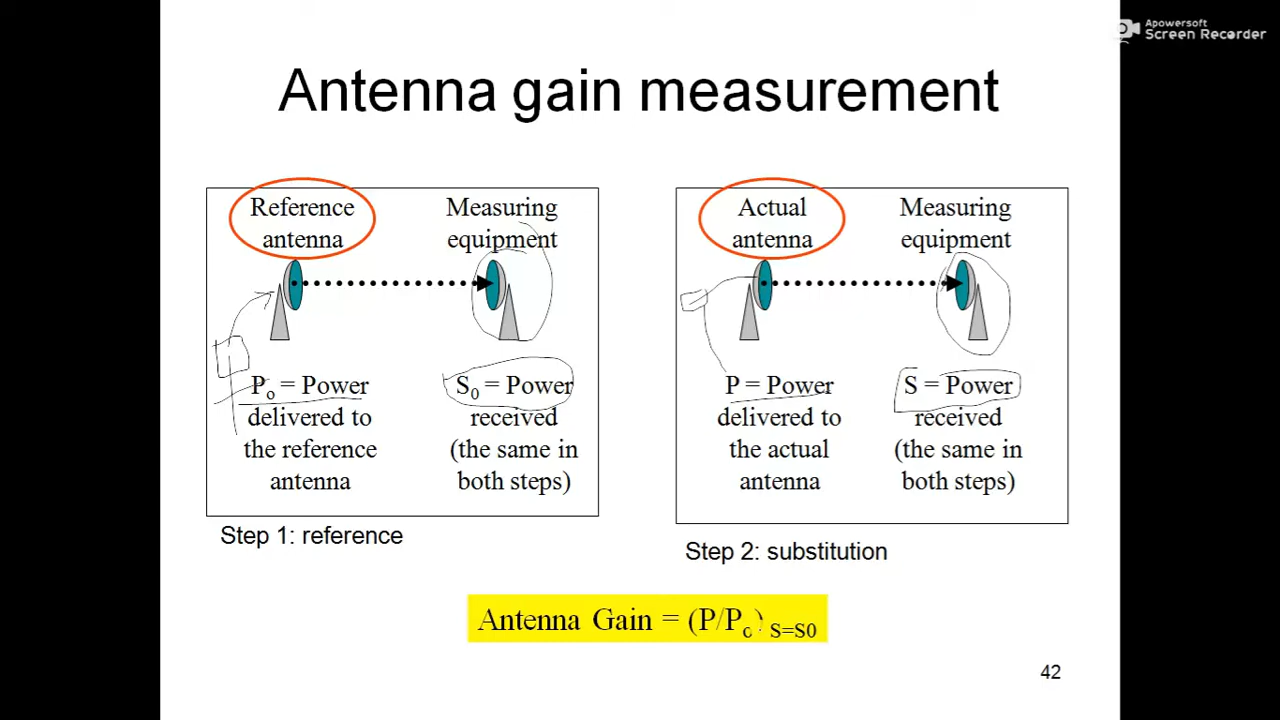 Apowersoft
Screen Recorder
Antenna gain measurement
Reference
antenna
Measuring
equipment
P₀ = Power
delivered to
the reference
antenna
S₀ = Power
received
(the same in
both steps)
Step 1: reference
Actual
antenna
Measuring
equipment
P = Power
delivered to
the actual
antenna
S = Power
received
(the same in
both steps)
Step 2: substitution
Antenna Gain = (P/Pₒ) S=S0
42